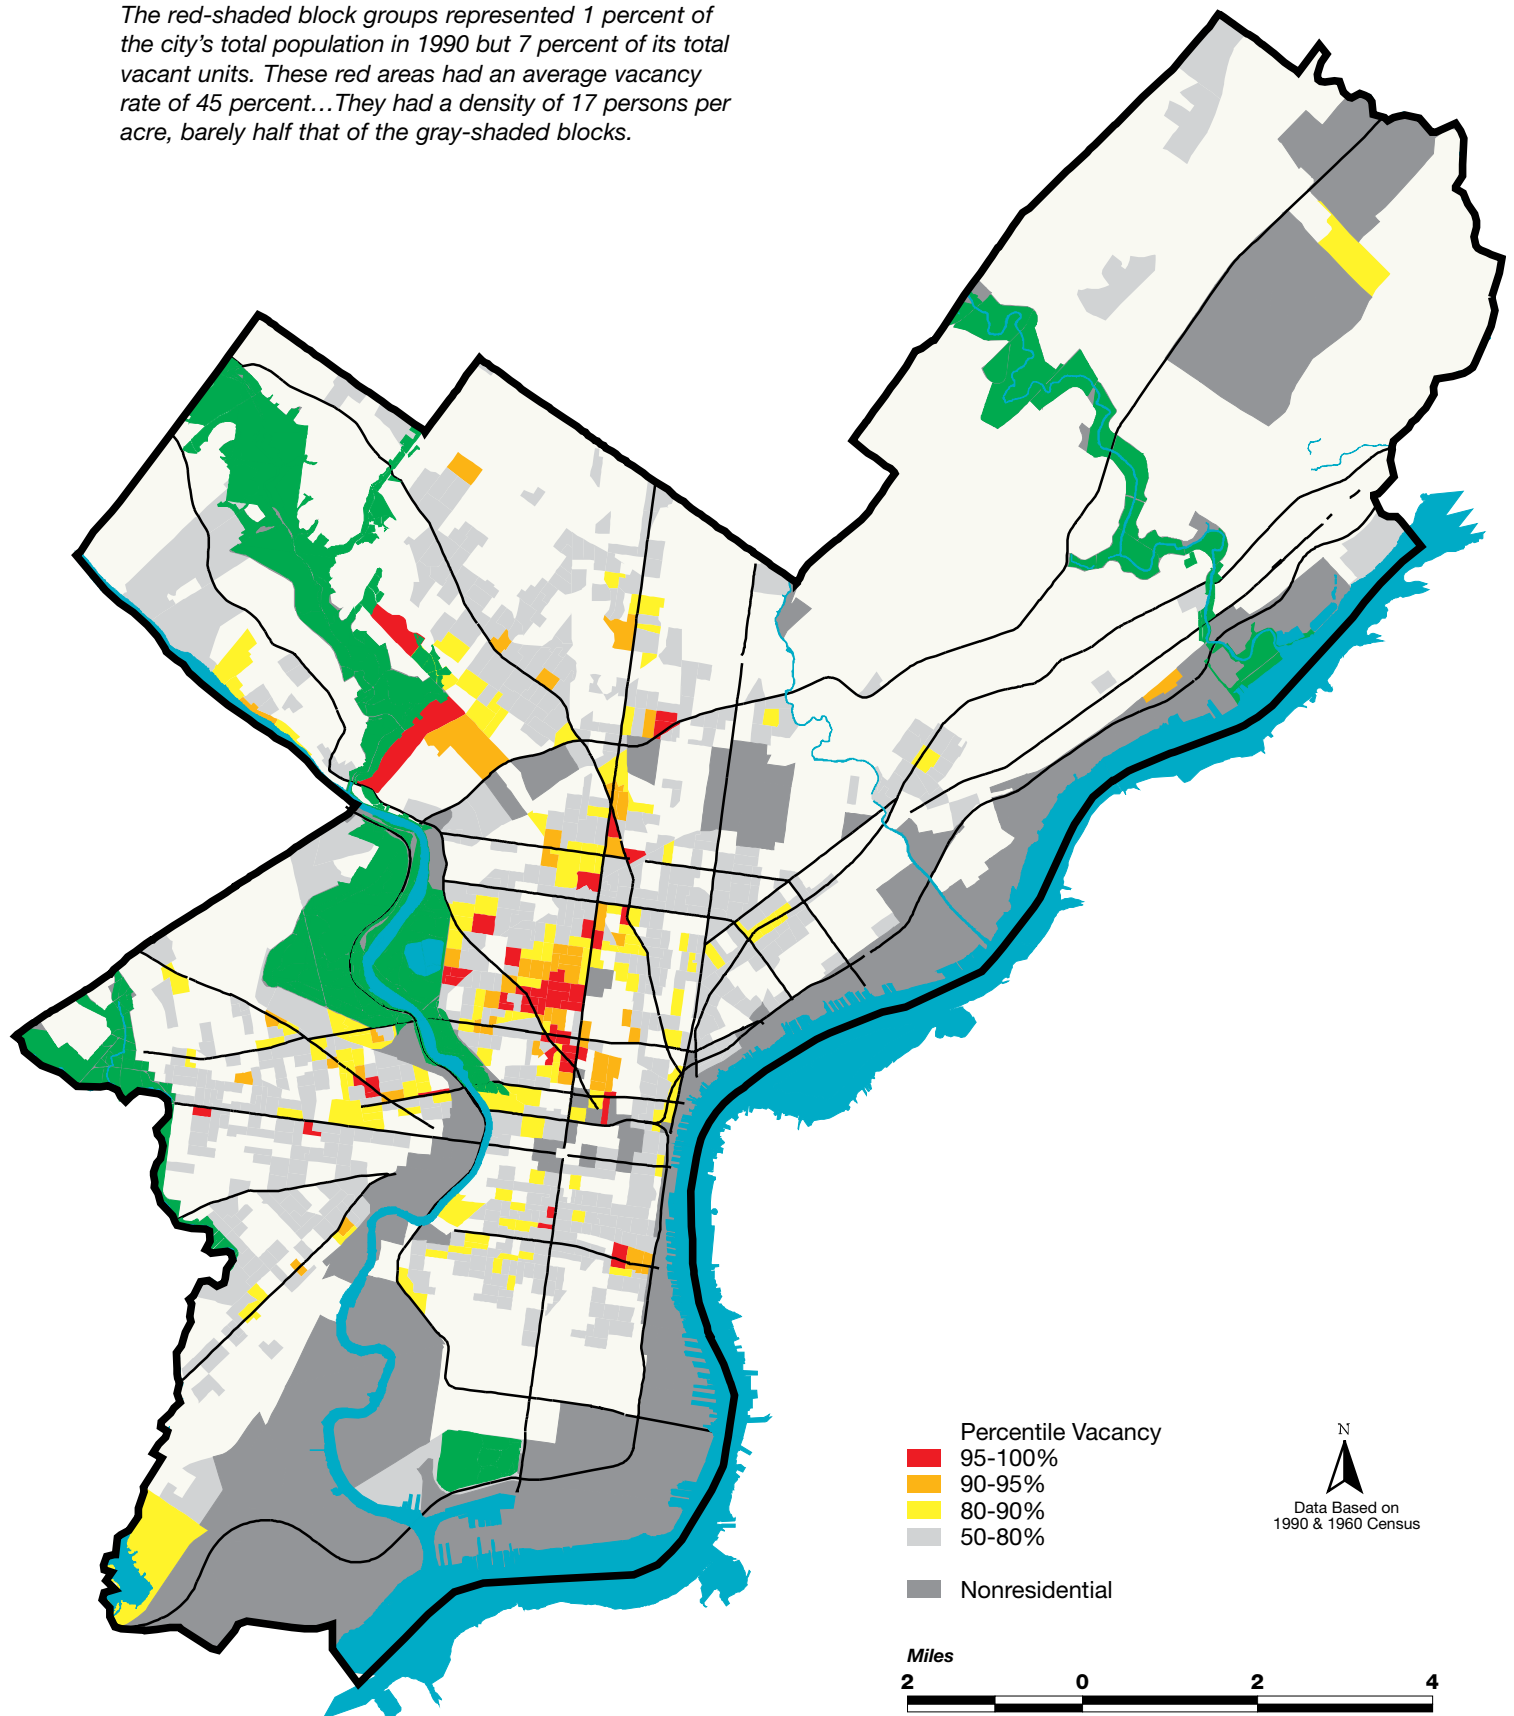 The red-shaded block groups represented 1 percent of
the city’s total population in 1990 but 7 percent of its total
vacant units. These red areas had an average vacancy
rate of 45 percent…They had a density of 17 persons per
acre, barely half that of the gray-shaded blocks.
Percentile Vacancy
95-100%
90-95%
80-90%
50-80%
Nonresidential
N
Data Based on
1990 & 1960 Census
Miles
2 0 2 4